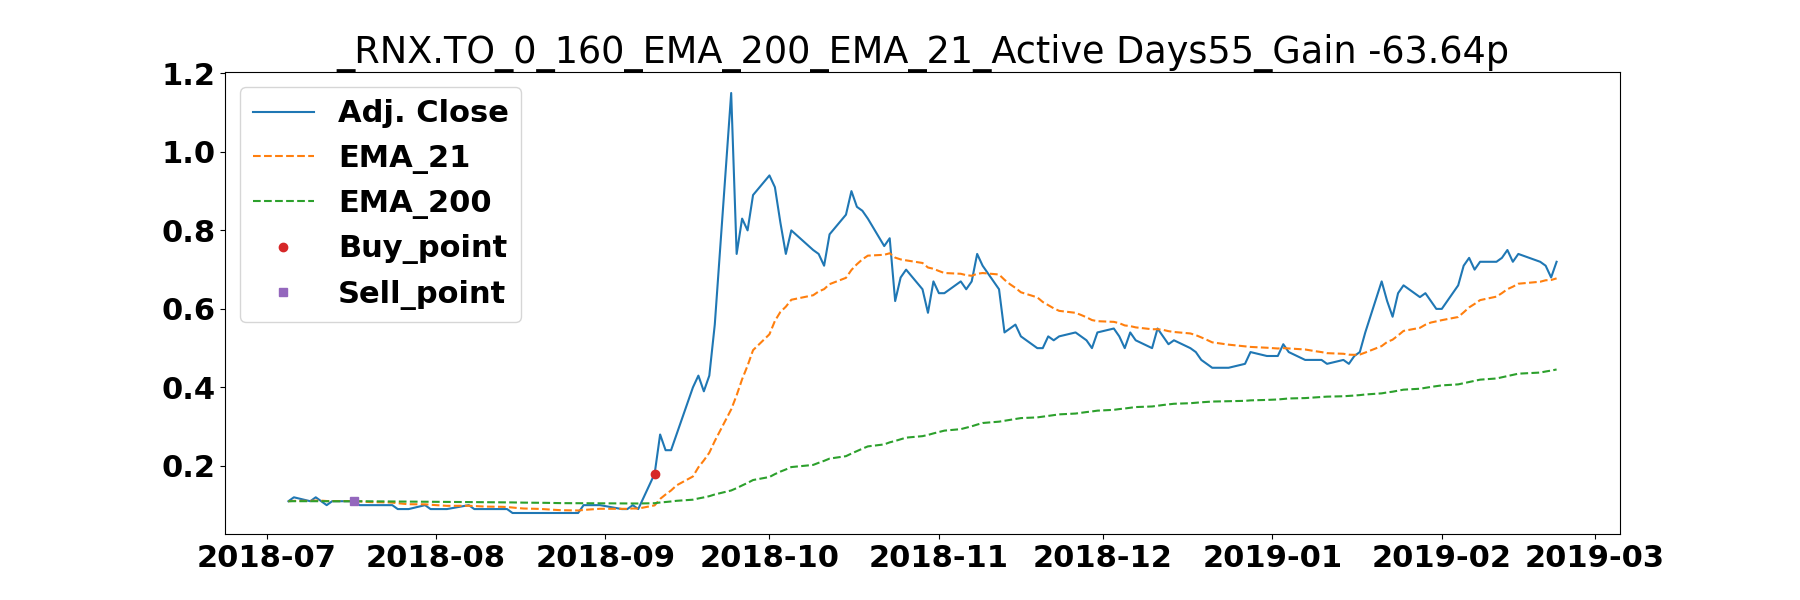 _RNX.TO_0_160_EMA_200_EMA_21_Active Days55_Gain -63.64p
1.2
1.0
0.8
0.6
0.4
0.2
Adj. Close
EMA_21
EMA_200
Buy_point
Sell_point
2018-07 2018-08 2018-09 2018-10 2018-11 2018-12 2019-01 2019-02 2019-03